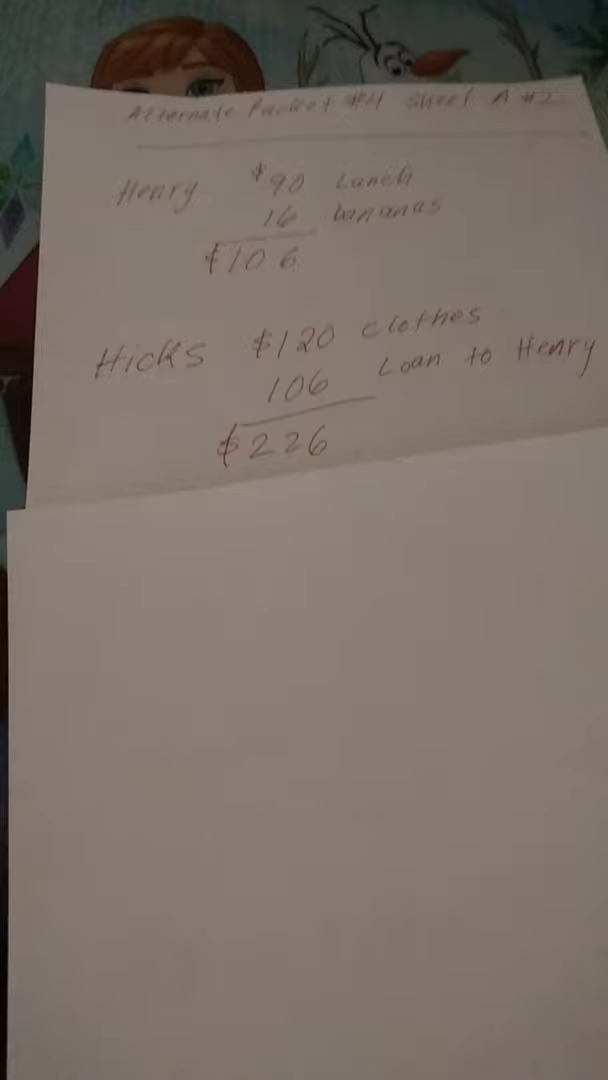 Alternate Packet #4 Sheet A #2
Henry $90 Lunch
16 bananas
$106
Hicks $120 clothes
106 Loan to Henry
$226